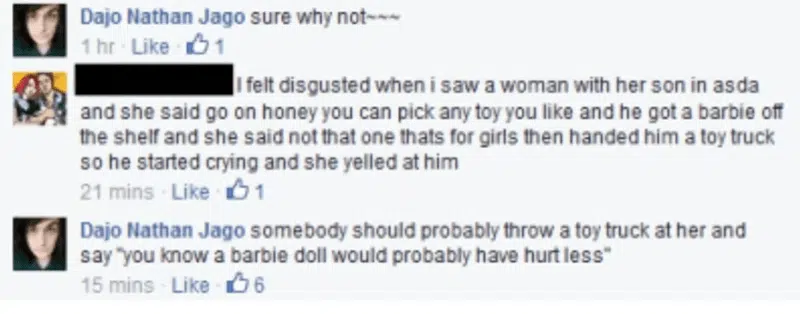 Dajo Nathan Jago sure why not~~~
1 hr · Like · 1
I felt disgusted when i saw a woman with her son in asda
and she said go on honey you can pick any toy you like and he got a barbie off
the shelf and she said not that one thats for girls then handed him a toy truck
so he started crying and she yelled at him
21 mins · Like · 1
Dajo Nathan Jago somebody should probably throw a toy truck at her and
say "you know a barbie doll would probably have hurt less"
15 mins · Like · 6